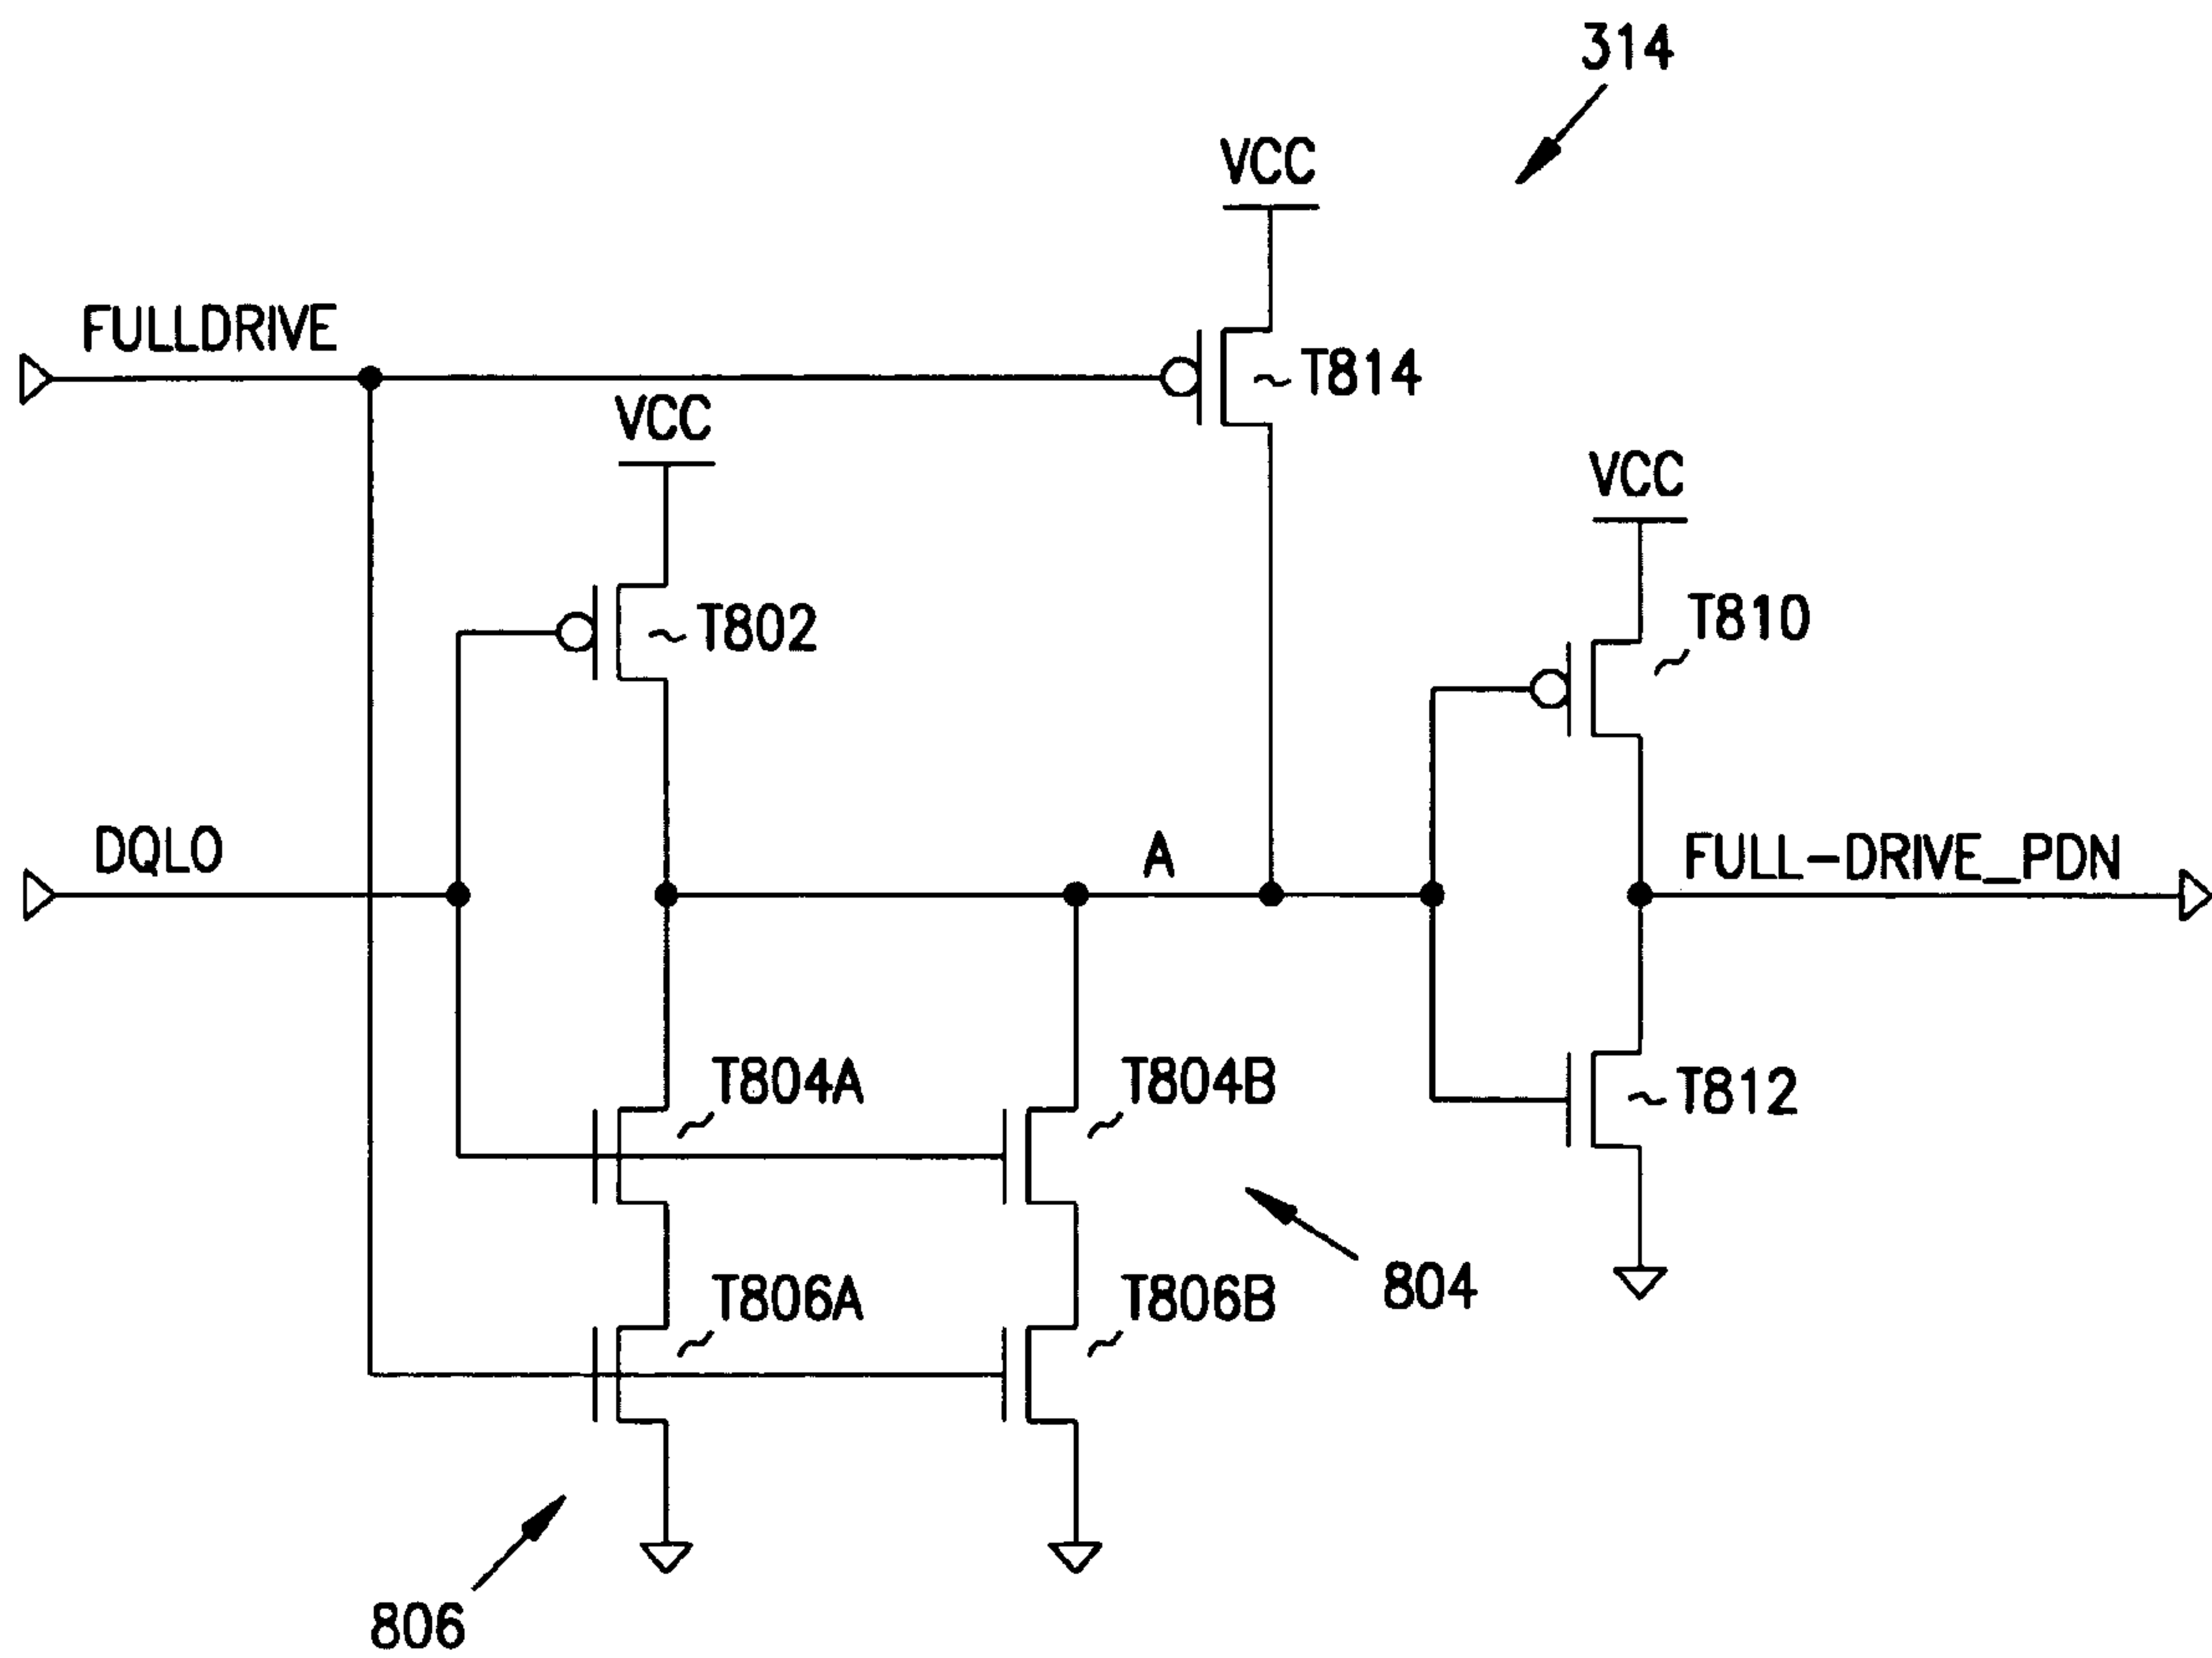 314
VCC
FULLDRIVE
T814
VCC
VCC
T802
T810
DQLO
A
FULL-DRIVE_PDN
T804A
T804B
T812
T806A
T806B
804
806